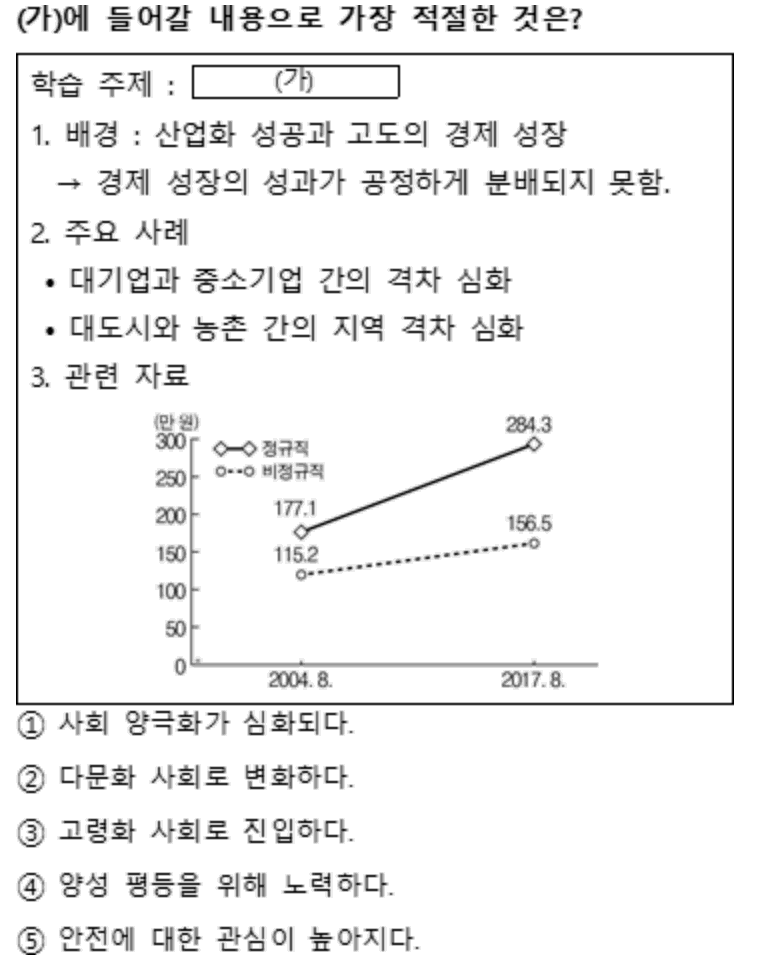 (가)에 들어갈 내용으로 가장 적절한 것은?
학습 주제 : (가)
1. 배경 : 산업화 성공과 고도의 경제 성장
→ 경제 성장의 성과가 공정하게 분배되지 못함.
2. 주요 사례
• 대기업과 중소기업 간의 격차 심화
• 대도시와 농촌 간의 지역 격차 심화
3. 관련 자료
(만 원)
300
250
200
150
100
50
0
정규직
비정규직
177.1
284.3
115.2
156.5
2004. 8.
2017. 8.
① 사회 양극화가 심화되다.
② 다문화 사회로 변화하다.
③ 고령화 사회로 진입하다.
④ 양성 평등을 위해 노력하다.
⑤ 안전에 대한 관심이 높아지다.